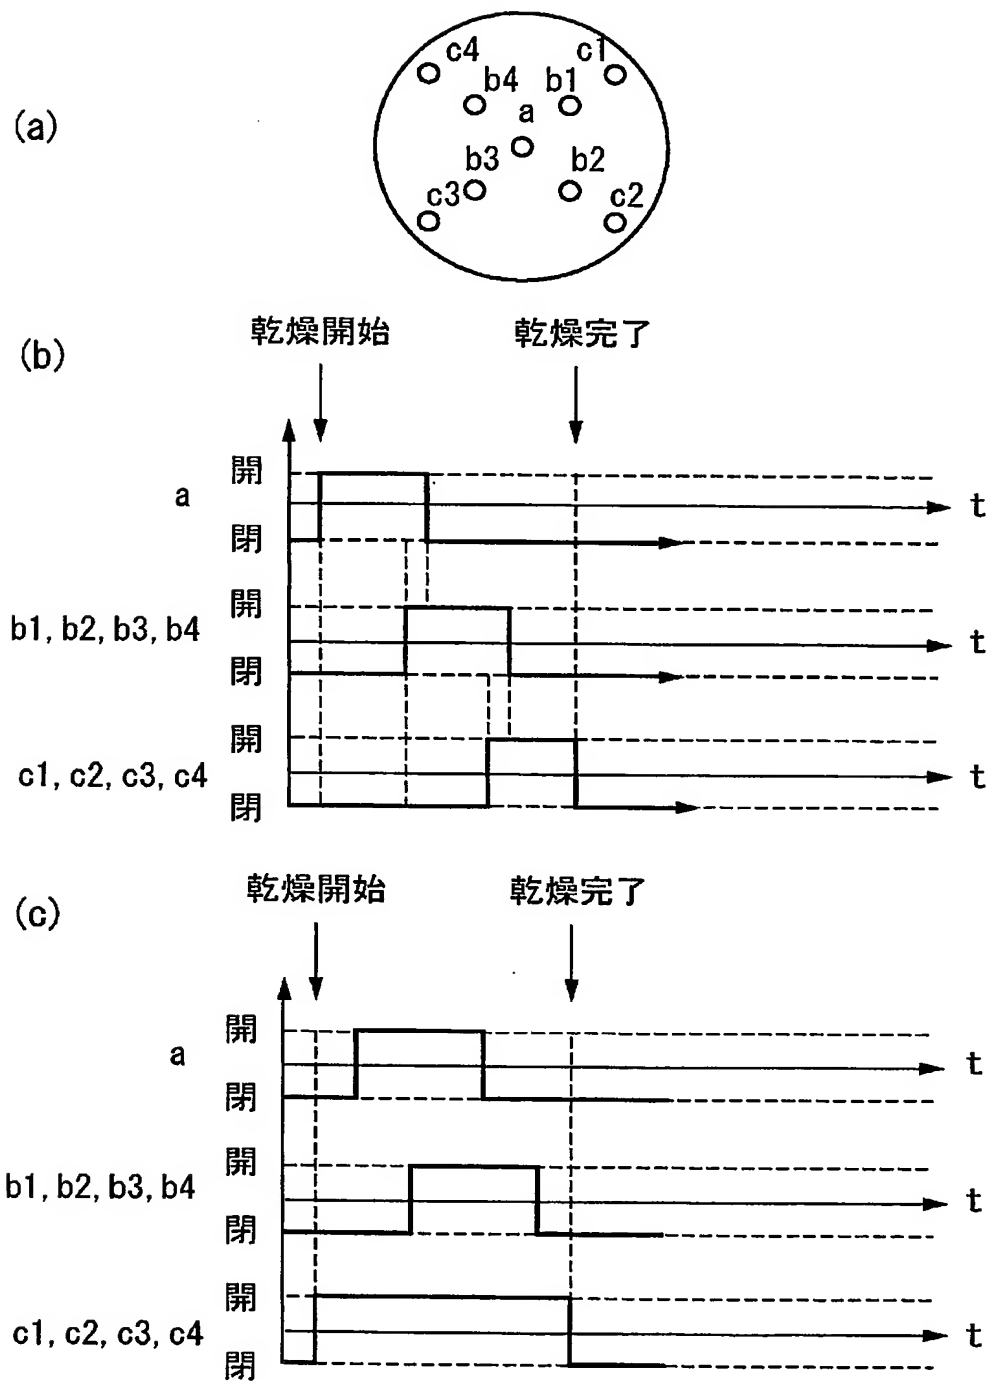 (a)
c4 c1
b4 b1
a
b3 b2
c3 c2
(b)
乾燥開始 乾燥完了
開
a t
閉
開
b1, b2, b3, b4 t
閉
開
c1, c2, c3, c4 t
閉
(c)
乾燥開始 乾燥完了
開
a t
閉
開
b1, b2, b3, b4 t
閉
開
c1, c2, c3, c4 t
閉